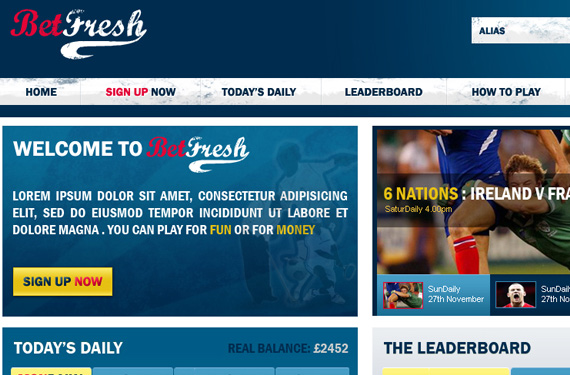 BetFresh
ALIAS
HOME
SIGN UP NOW
TODAY'S DAILY
LEADERBOARD
HOW TO PLAY
WELCOME TO BetFresh
LOREM IPSUM DOLOR SIT AMET, CONSECTETUR ADIPISICING
ELIT, SED DO EIUSMOD TEMPOR INCIDIDUNT UT LABORE ET
DOLORE MAGNA . YOU CAN PLAY FOR FUN OR FOR MONEY
SIGN UP NOW
6 NATIONS : IRELAND V FRA
SaturDaily 4.00pm
SunDaily
27th November
SunDaily
27th No
TODAY'S DAILY
REAL BALANCE: £2452
THE LEADERBOARD